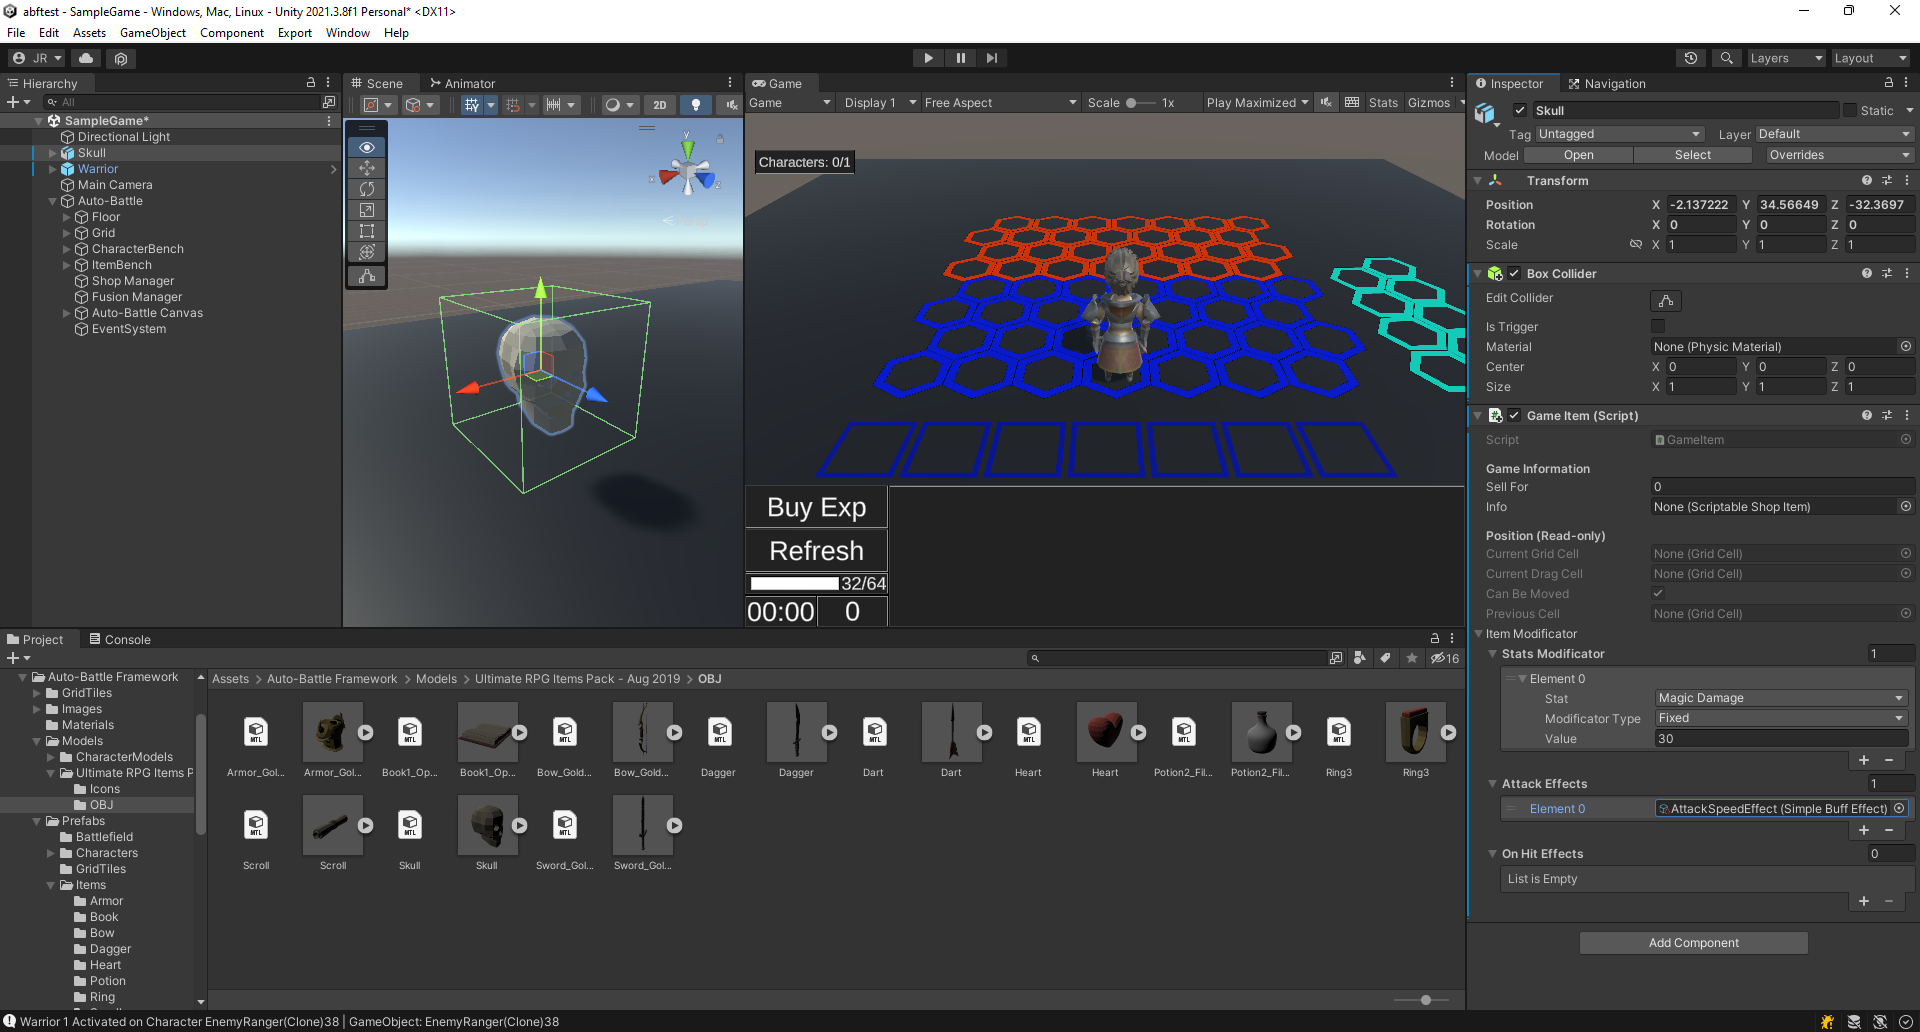 abftest - SampleGame - Windows, Mac, Linux - Unity 2021.3.8f1 Personal* <DX11>
File Edit Assets GameObject Component Export Window Help
JR Layers Layout
Hierarchy
All
SampleGame*
Directional Light
Skull
Warrior
Main Camera
Auto-Battle
Floor
Grid
CharacterBench
ItemBench
Shop Manager
Fusion Manager
Auto-Battle Canvas
EventSystem
Scene Animator
2D
y
x
z
Game
Game Display 1 Free Aspect Scale 1x Play Maximized Stats Gizmos
Characters: 0/1
Buy Exp
Refresh
32/64
00:00 0
Inspector Navigation
Skull Static
Tag Untagged Layer Default
Model Open Select Overrides
Transform
Position X -2.137222 Y 34.56649 Z -32.3697
Rotation X 0 Y 0 Z 0
Scale X 1 Y 1 Z 1
Box Collider
Edit Collider
Is Trigger
Material None (Physic Material)
Center X 0 Y 0 Z 0
Size X 1 Y 1 Z 1
Game Item (Script)
Script GameItem
Game Information
Sell For 0
Info None (Scriptable Shop Item)
Position (Read-only)
Current Grid Cell None (Grid Cell)
Current Drag Cell None (Grid Cell)
Can Be Moved
Previous Cell None (Grid Cell)
Item Modificator
Stats Modificator 1
Element 0
Stat Magic Damage
Modificator Type Fixed
Value 30
Attack Effects 1
Element 0 AttackSpeedEffect (Simple Buff Effect)
On Hit Effects 0
List is Empty
Add Component
Project Console
16
Auto-Battle Framework
GridTiles
Images
Materials
Models
CharacterModels
Ultimate RPG Items P
Icons
OBJ
Prefabs
Battlefield
Characters
GridTiles
Items
Armor
Book
Bow
Dagger
Heart
Potion
Ring
Assets > Auto-Battle Framework > Models > Ultimate RPG Items Pack - Aug 2019 > OBJ
MTL MTL MTL MTL MTL MTL MTL MTL
Armor_Gol... Armor_Gol... Book1_Op... Book1_Op... Bow_Gold... Bow_Gold... Dagger Dagger Dart Dart Heart Heart Potion2_Fil... Potion2_Fil... Ring3 Ring3
MTL MTL MTL
Scroll Scroll Skull Skull Sword_Gol... Sword_Gol...
Warrior 1 Activated on Character EnemyRanger(Clone)38 | GameObject: EnemyRanger(Clone)38